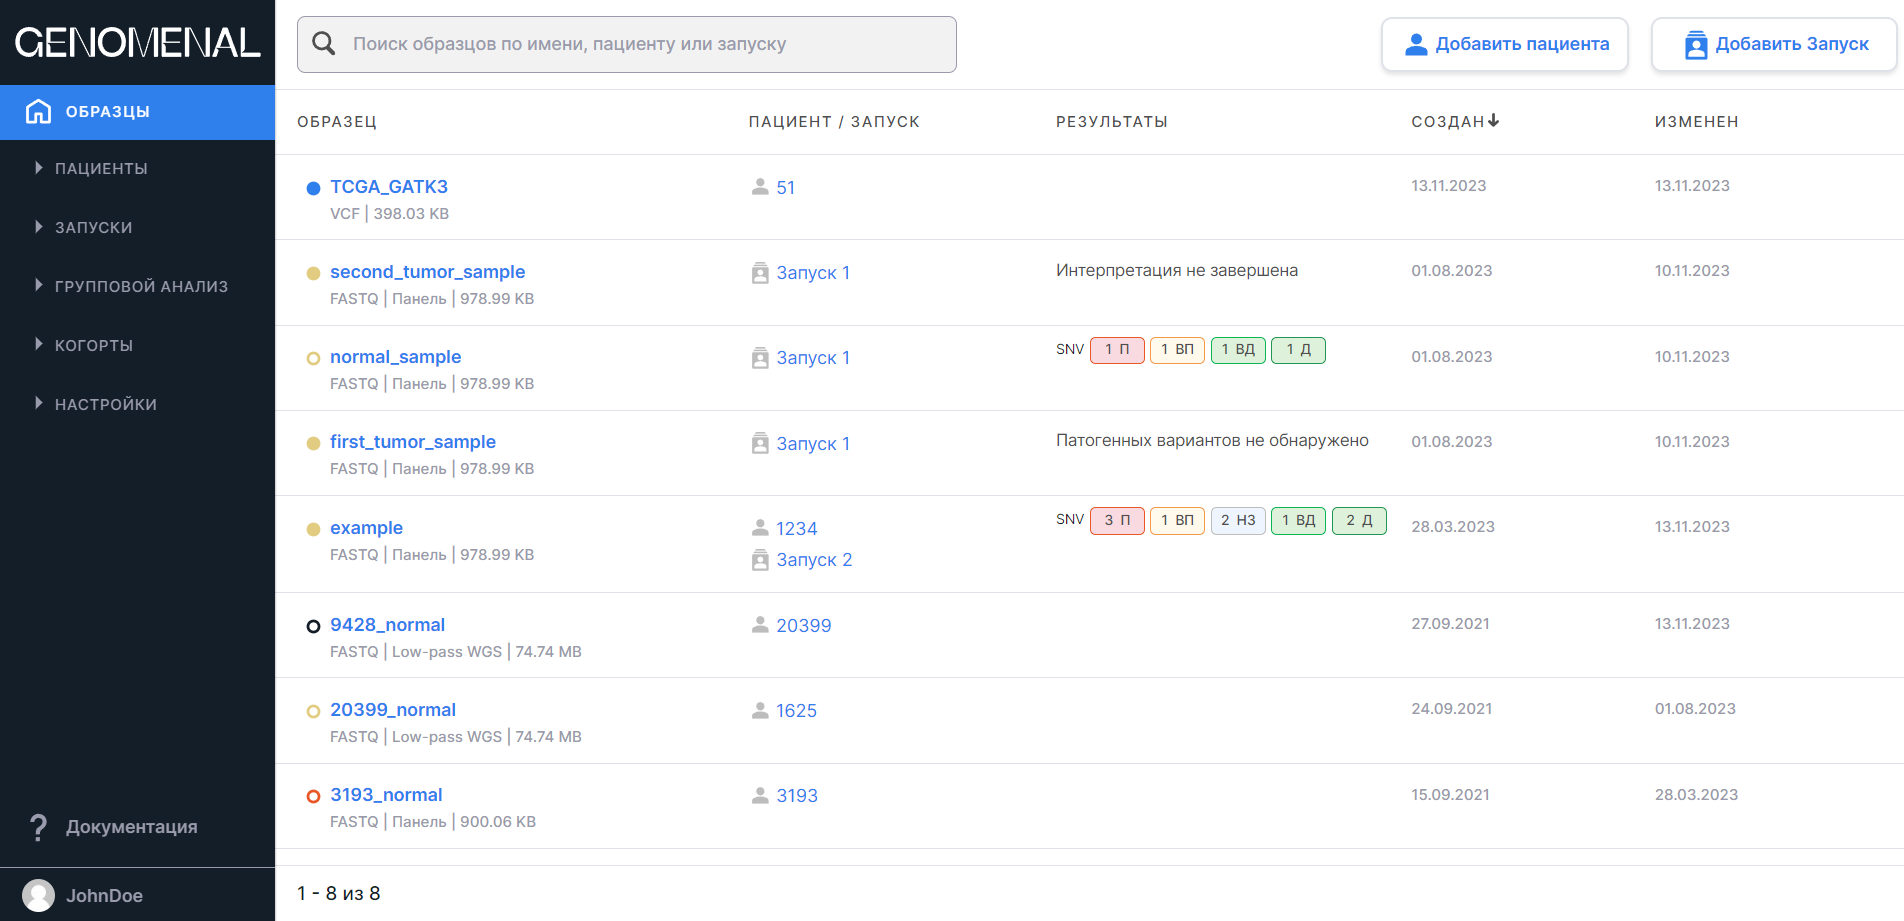 GENOMENAL
Поиск образцов по имени, пациенту или запуску
Добавить пациента
Добавить Запуск
ОБРАЗЦЫ
ПАЦИЕНТЫ
ЗАПУСКИ
ГРУППОВОЙ АНАЛИЗ
КОГОРТЫ
НАСТРОЙКИ
? Документация
JohnDoe
ОБРАЗЕЦ ПАЦИЕНТ / ЗАПУСК РЕЗУЛЬТАТЫ СОЗДАН ИЗМЕНЕН
TCGA_GATK3 51 13.11.2023 13.11.2023
VCF | 398.03 KB
second_tumor_sample Запуск 1 Интерпретация не завершена 01.08.2023 10.11.2023
FASTQ | Панель | 978.99 KB
SNV 1 П 1 ВП 1 ВД 1 Д
normal_sample Запуск 1 01.08.2023 10.11.2023
FASTQ | Панель | 978.99 KB
first_tumor_sample Запуск 1 Патогенных вариантов не обнаружено 01.08.2023 10.11.2023
FASTQ | Панель | 978.99 KB
SNV 3 П 1 ВП 2 НЗ 1 ВД 2 Д
example 1234 28.03.2023 13.11.2023
FASTQ | Панель | 978.99 KB Запуск 2
9428_normal 20399 27.09.2021 13.11.2023
FASTQ | Low-pass WGS | 74.74 MB
20399_normal 1625 24.09.2021 01.08.2023
FASTQ | Low-pass WGS | 74.74 MB
3193_normal 3193 15.09.2021 28.03.2023
FASTQ | Панель | 900.06 KB
1 - 8 из 8